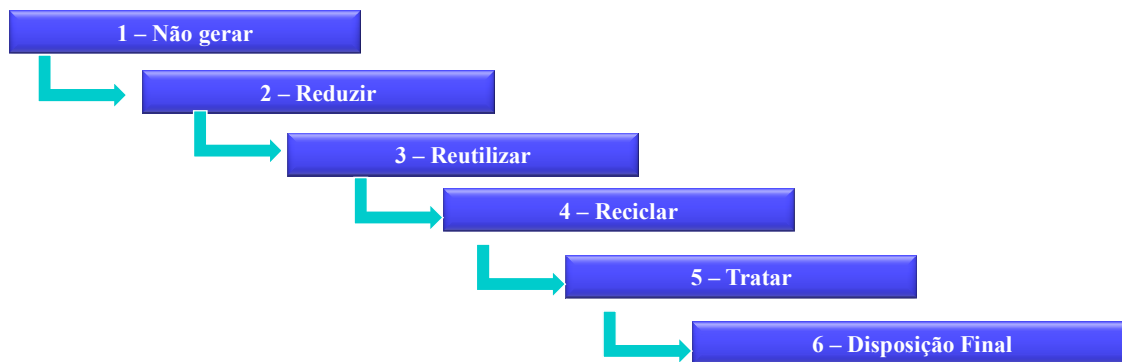 1 – Não gerar
2 – Reduzir
3 – Reutilizar
4 – Reciclar
5 – Tratar
6 – Disposição Final